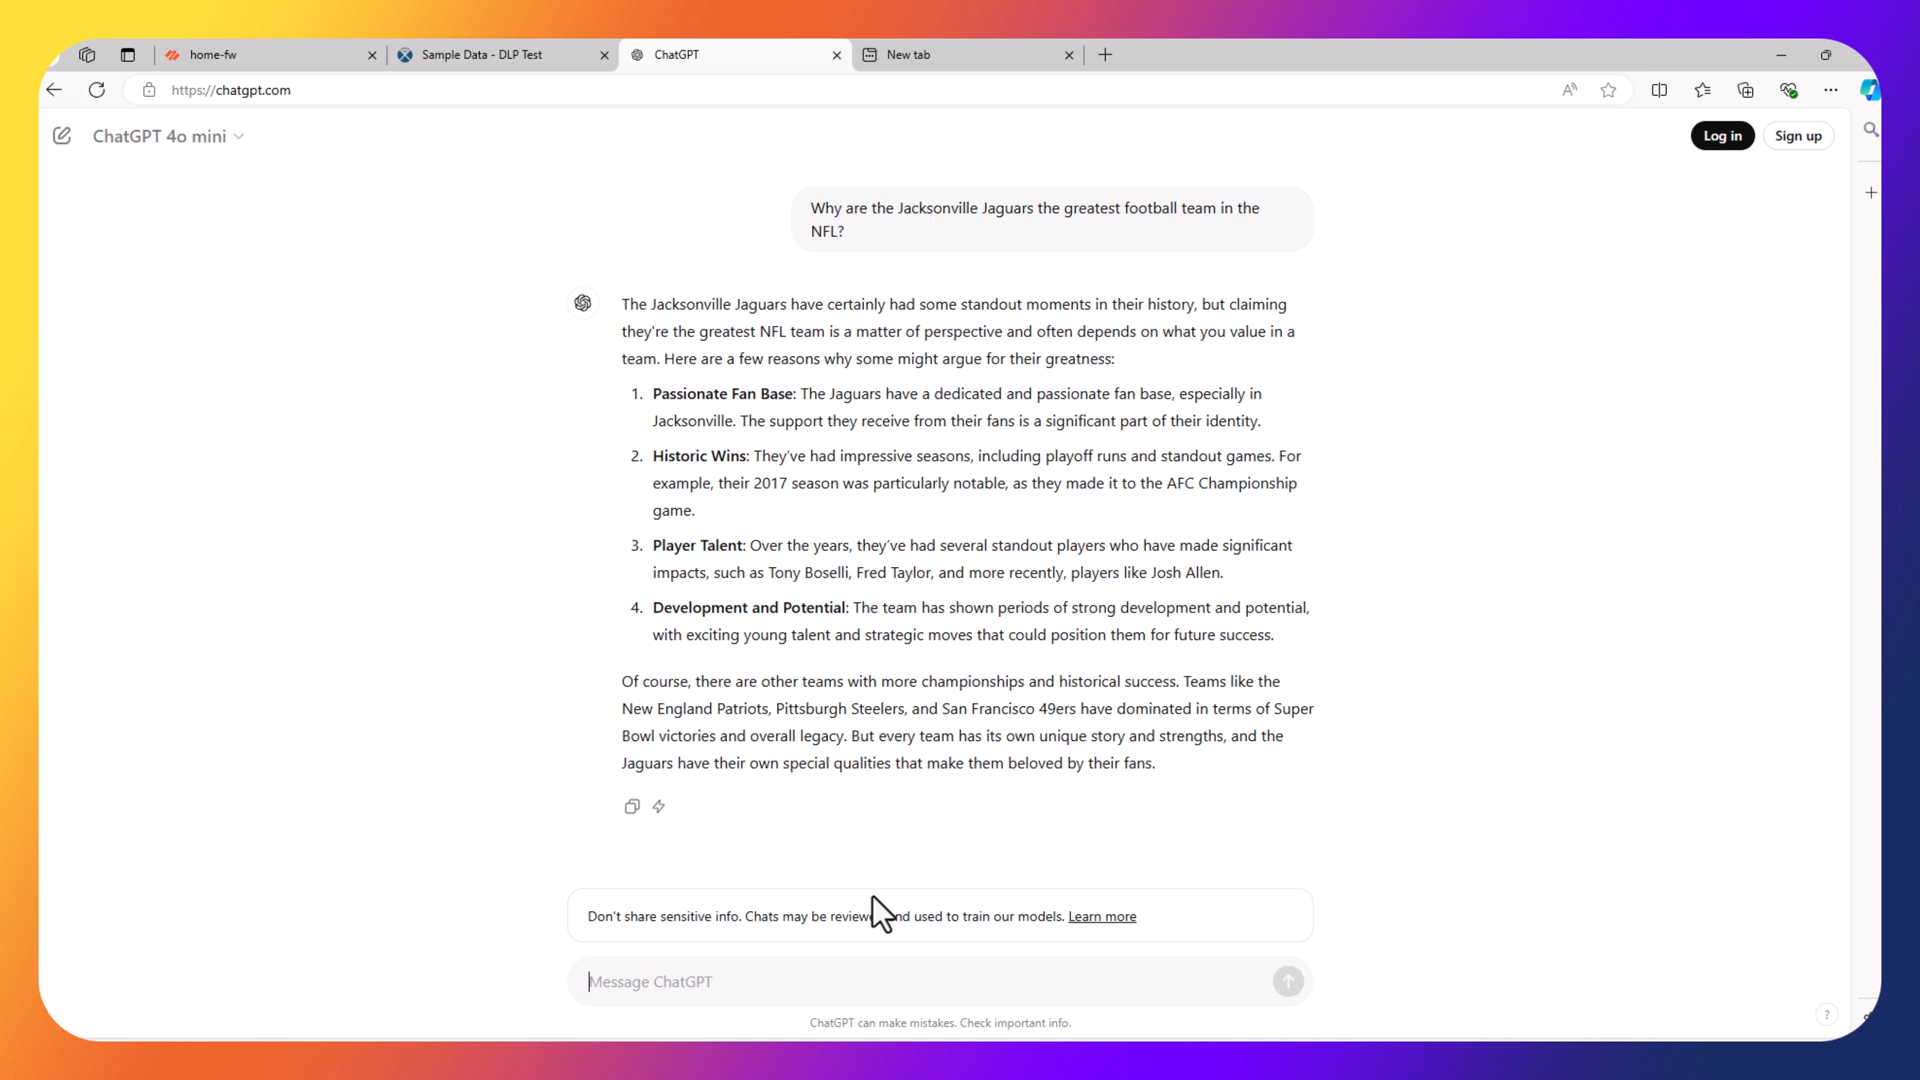 home-fw
Sample Data - DLP Test
ChatGPT
New tab
https://chatgpt.com
ChatGPT 4o mini
Log in
Sign up
Why are the Jacksonville Jaguars the greatest football team in the
NFL?
The Jacksonville Jaguars have certainly had some standout moments in their history, but claiming
they're the greatest NFL team is a matter of perspective and often depends on what you value in a
team. Here are a few reasons why some might argue for their greatness:
1. Passionate Fan Base: The Jaguars have a dedicated and passionate fan base, especially in
Jacksonville. The support they receive from their fans is a significant part of their identity.
2. Historic Wins: They've had impressive seasons, including playoff runs and standout games. For
example, their 2017 season was particularly notable, as they made it to the AFC Championship
game.
3. Player Talent: Over the years, they've had several standout players who have made significant
impacts, such as Tony Boselli, Fred Taylor, and more recently, players like Josh Allen.
4. Development and Potential: The team has shown periods of strong development and potential,
with exciting young talent and strategic moves that could position them for future success.
Of course, there are other teams with more championships and historical success. Teams like the
New England Patriots, Pittsburgh Steelers, and San Francisco 49ers have dominated in terms of Super
Bowl victories and overall legacy. But every team has its own unique story and strengths, and the
Jaguars have their own special qualities that make them beloved by their fans.
Don't share sensitive info. Chats may be reviewed and used to train our models. Learn more
Message ChatGPT
ChatGPT can make mistakes. Check important info.
?